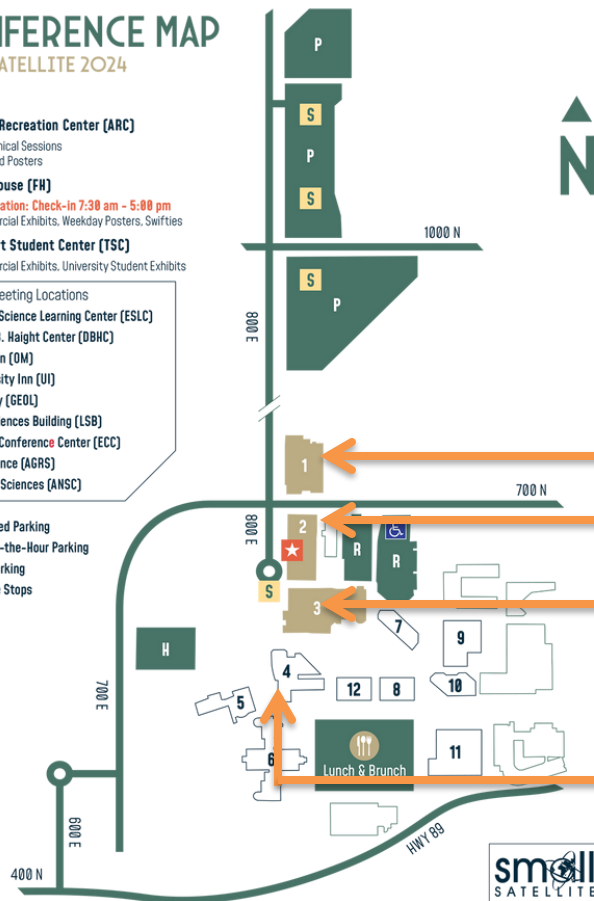 NFERENCE MAP
ATELLITE 2024
Recreation Center (ARC)
nical Sessions
d Posters
ouse (FH)
ation: Check-in 7:30 am - 5:00 pm
rcial Exhibits, Weekday Posters, Swifties
t Student Center (TSC)
rcial Exhibits, University Student Exhibits
eeting Locations
Science Learning Center (ESLC)
. Haight Center (DBHC)
n (OM)
sity Inn (UI)
y (GEOL)
ences Building (LSB)
Conference Center (ECC)
nce (AGRS)
Sciences (ANSC)
ed Parking
-the-Hour Parking
rking
e Stops
P
S
P
S
N
1000 N
S
P
800 E
1
700 N
800 E
2
R
R
S
3
7
H
9
4
12
8
10
5
700 E
6
Lunch & Brunch
11
600 E
HWY 89
400 N
small
SATELLITE